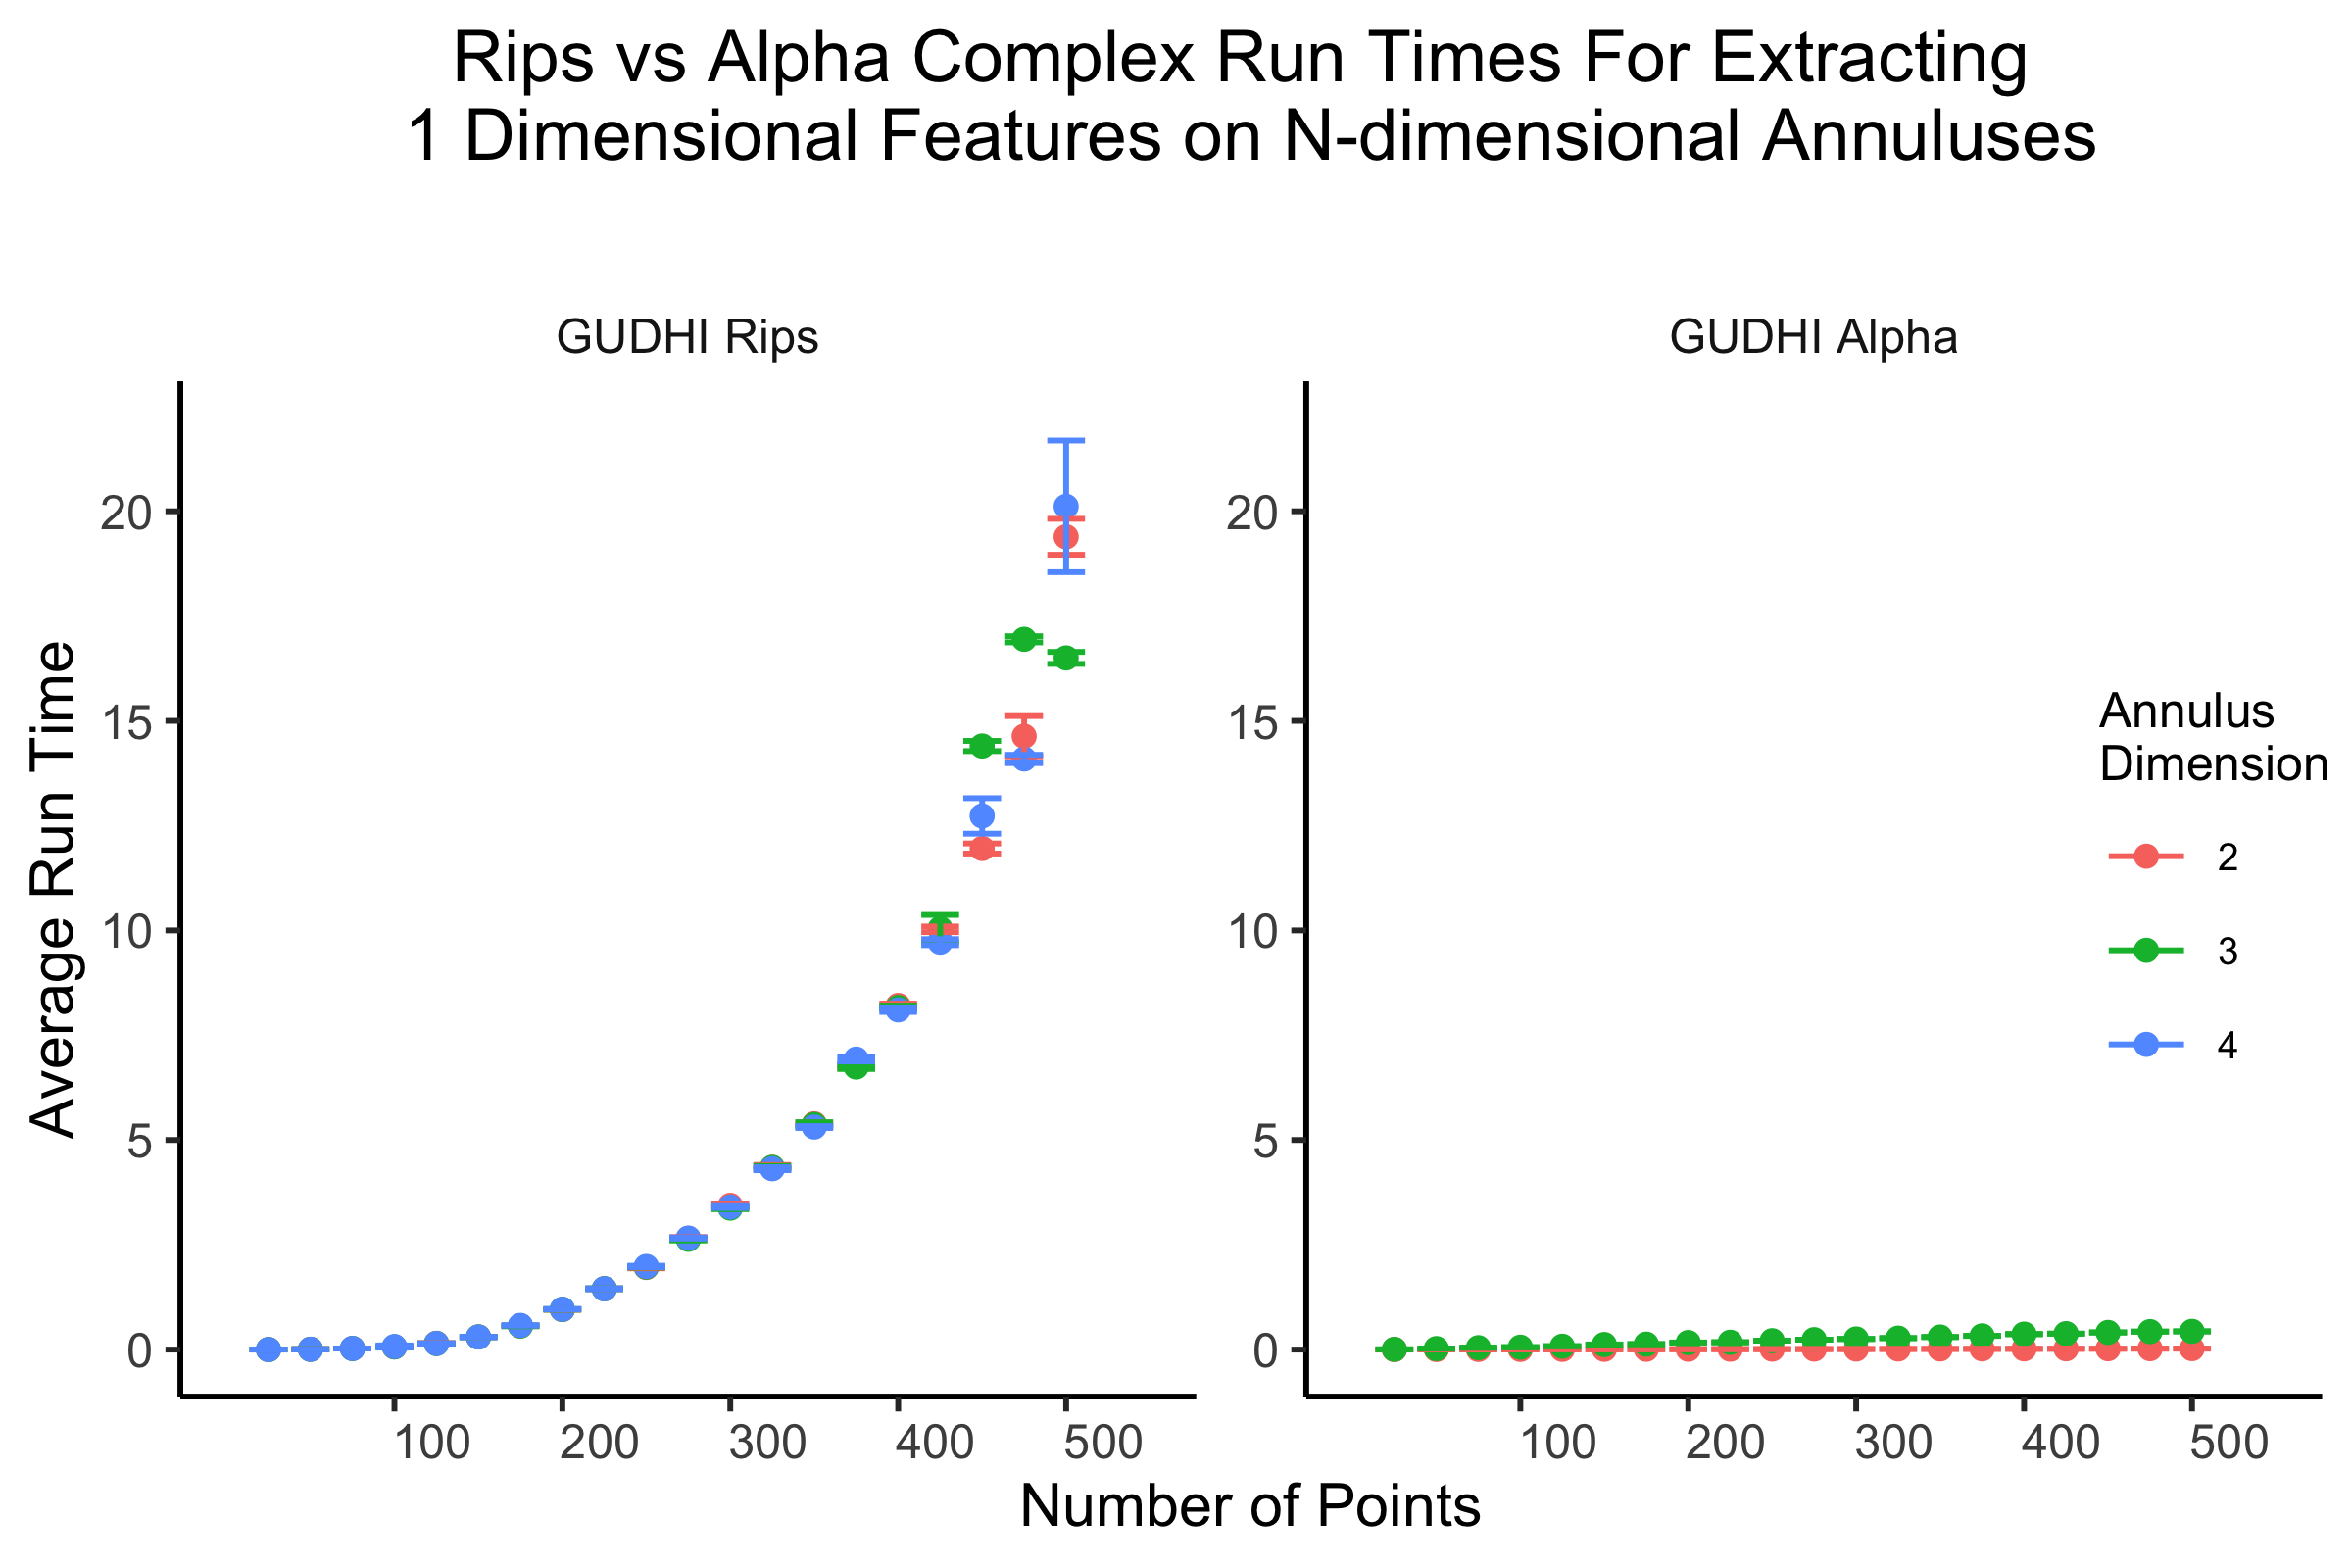 Rips vs Alpha Complex Run Times For Extracting
1 Dimensional Features on N-dimensional Annuluses
GUDHI Rips
GUDHI Alpha
Average Run Time
20
15
10
5
0
20
15
10
5
0
Annulus
Dimension
2
3
4
100 200 300 400 500
100 200 300 400 500
Number of Points